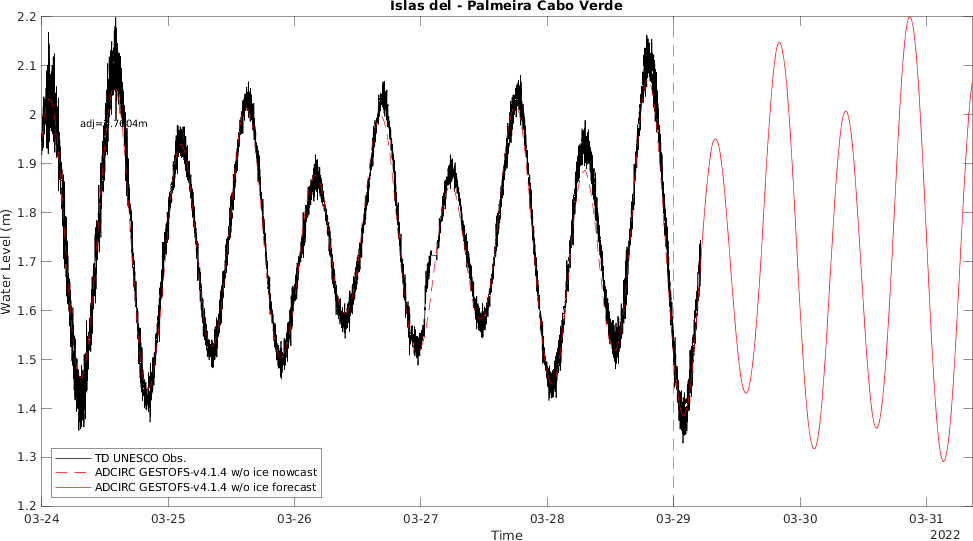 Islas del - Palmeira Cabo Verde
2.2
2.1
2
1.9
1.8
1.7
1.6
1.5
1.4
1.3
1.2
Water Level (m)
TD UNESCO Obs.
ADCIRC GESTOFS-v4.1.4 w/o ice nowcast
ADCIRC GESTOFS-v4.1.4 w/o ice forecast
03-24 03-25 03-26 03-27 03-28 03-29 03-30 03-31
Time
2022